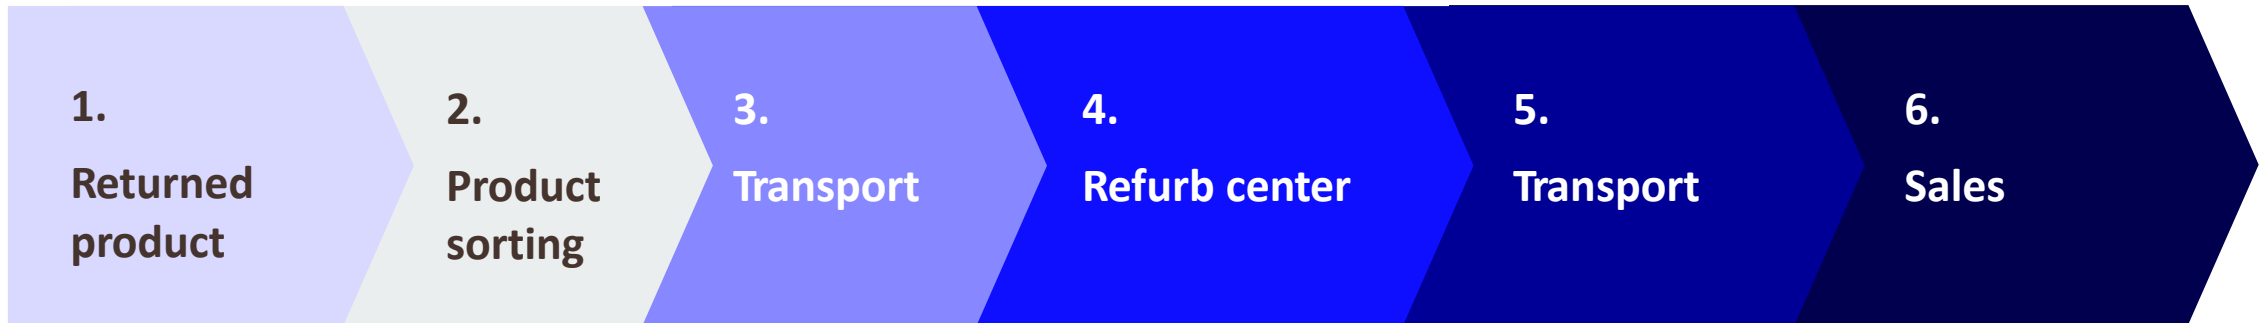 1.
Returned
product
2.
Product
sorting
3.
Transport
4.
Refurb center
5.
Transport
6.
Sales